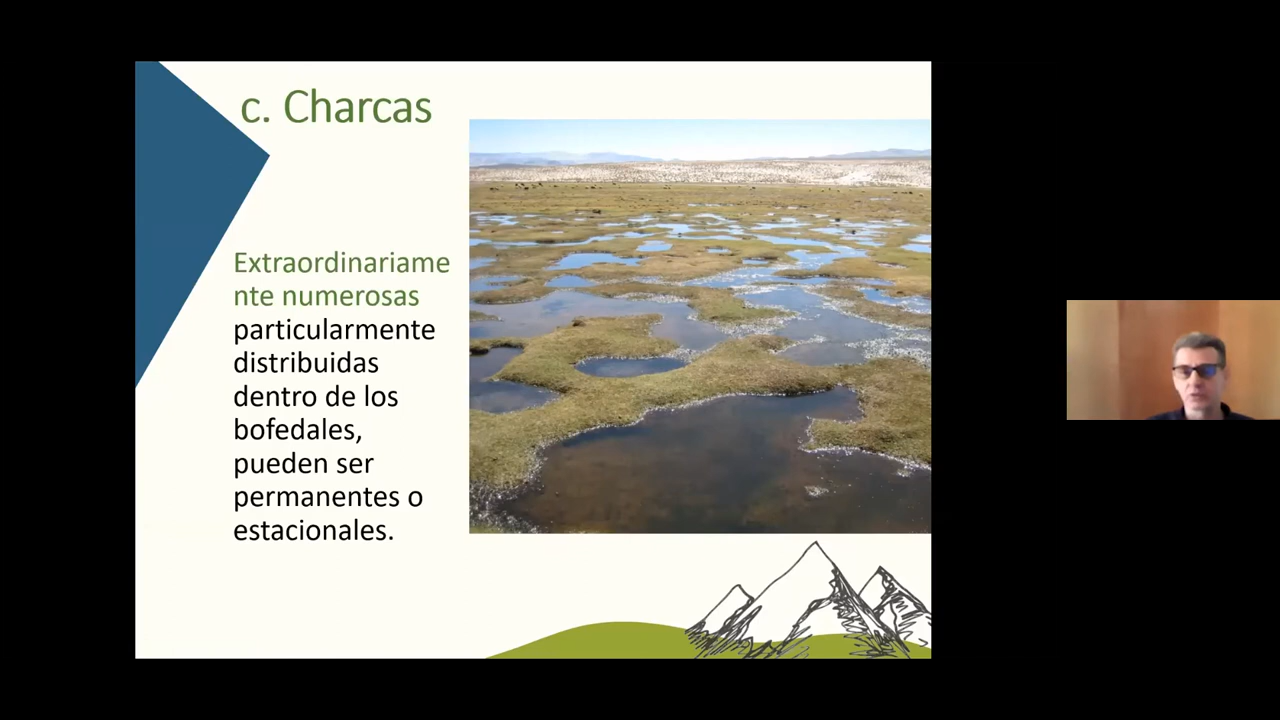 c. Charcas
Extraordinariame
nte numerosas
particularmente
distribuidas
dentro de los
bofedales,
pueden ser
permanentes o
estacionales.